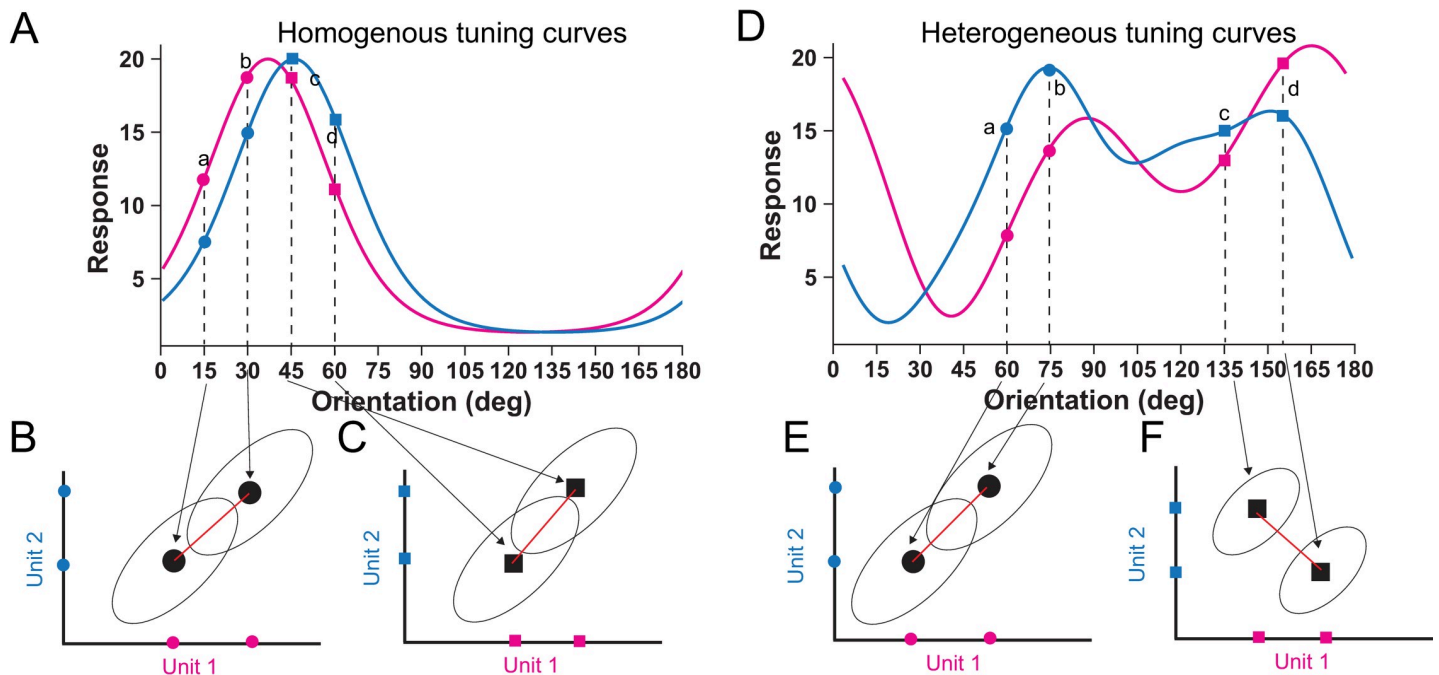 A
Homogenous tuning curves
Response
20
15
10
5
a
b
c
d
0 15 30 45 60 75 90 105 120 135 150 165 180
Orientation (deg)
D
Heterogeneous tuning curves
Response
20
15
10
5
a
b
c
d
0 15 30 45 60 75 90 105 120 135 150 165 180
Orientation (deg)
B
Unit 2
Unit 1
C
Unit 2
Unit 1
E
Unit 2
Unit 1
F
Unit 2
Unit 1